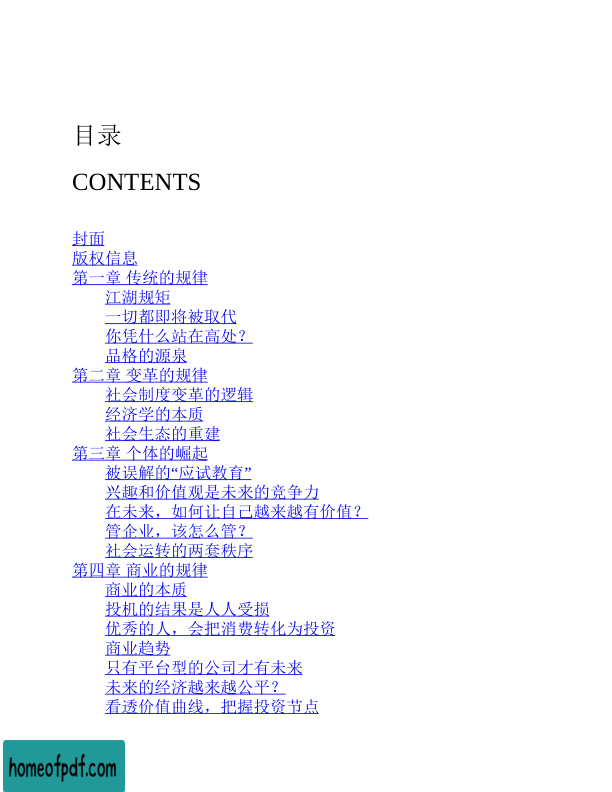 目录
CONTENTS
封面
版权信息
第一章 传统的规律
江湖规矩
一切都即将被取代
你凭什么站在高处？
品格的源泉
第二章 变革的规律
社会制度变革的逻辑
经济学的本质
社会生态的重建
第三章 个体的崛起
被误解的“应试教育”
兴趣和价值观是未来的竞争力
在未来，如何让自己越来越有价值？
管企业，该怎么管？
社会运转的两套秩序
第四章 商业的规律
商业的本质
投机的结果是人人受损
优秀的人，会把消费转化为投资
商业趋势
只有平台型的公司才有未来
未来的经济越来越公平？
看透价值曲线，把握投资节点
homeofpdf.com